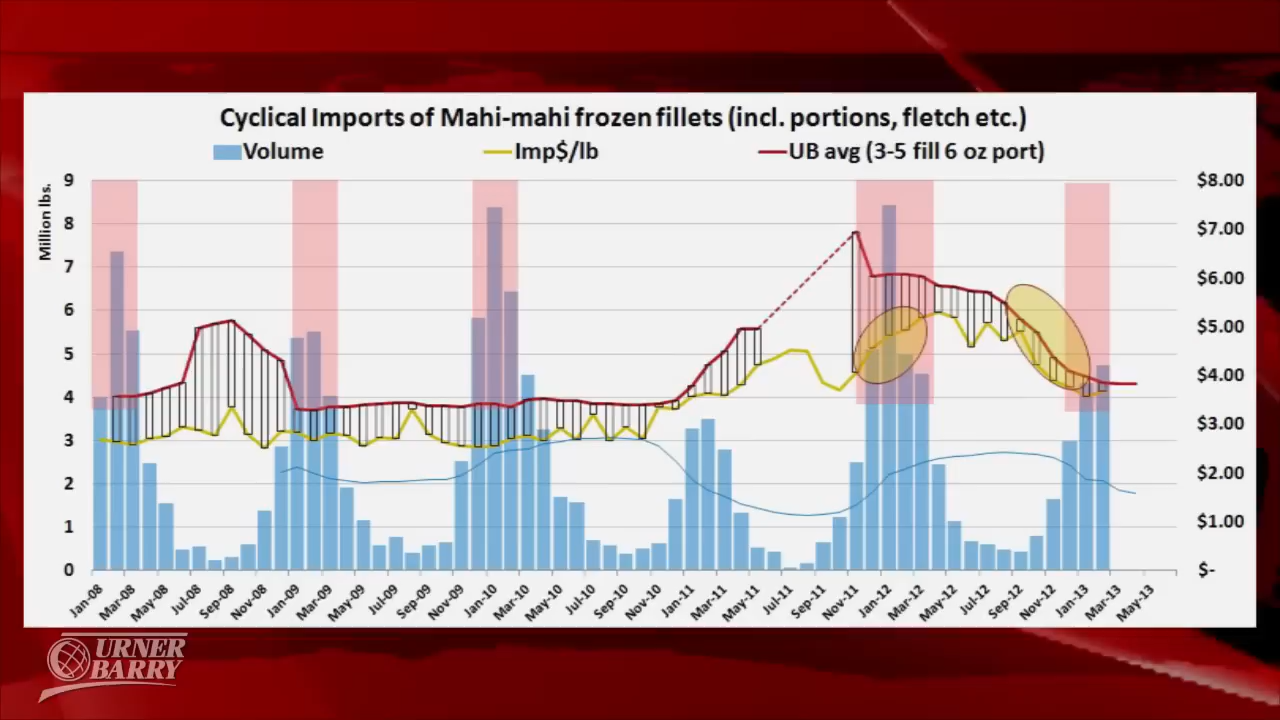 Cyclical Imports of Mahi-mahi frozen fillets (incl. portions, fletch etc.)
Volume Imp$/lb UB avg (3-5 fill 6 oz port)
Million lbs.
9 $8.00
8 $7.00
7 $6.00
6 $5.00
5 $4.00
4 $3.00
3 $2.00
2 $1.00
1 $-
0
Jan-08 Mar-08 May-08 Jul-08 Sep-08 Nov-08 Jan-09 Mar-09 May-09 Jul-09 Sep-09 Nov-09 Jan-10 Mar-10 May-10 Jul-10 Sep-10 Nov-10 Jan-11 Mar-11 May-11 Jul-11 Sep-11 Nov-11 Jan-12 Mar-12 May-12 Jul-12 Sep-12 Nov-12 Jan-13 Mar-13 May-13
URNER
BARRY